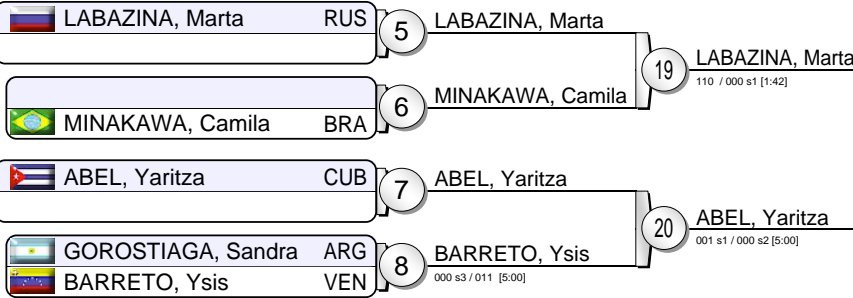 LABAZINA, Marta RUS 5 LABAZINA, Marta
19 LABAZINA, Marta
110 / 000 s1 [1:42]
6 MINAKAWA, Camila
MINAKAWA, Camila BRA
ABEL, Yaritza CUB 7 ABEL, Yaritza
20 ABEL, Yaritza
001 s1 / 000 s2 [5:00]
GOROSTIAGA, Sandra ARG 8 BARRETO, Ysis
BARRETO, Ysis VEN 000 s3 / 011 [5:00]